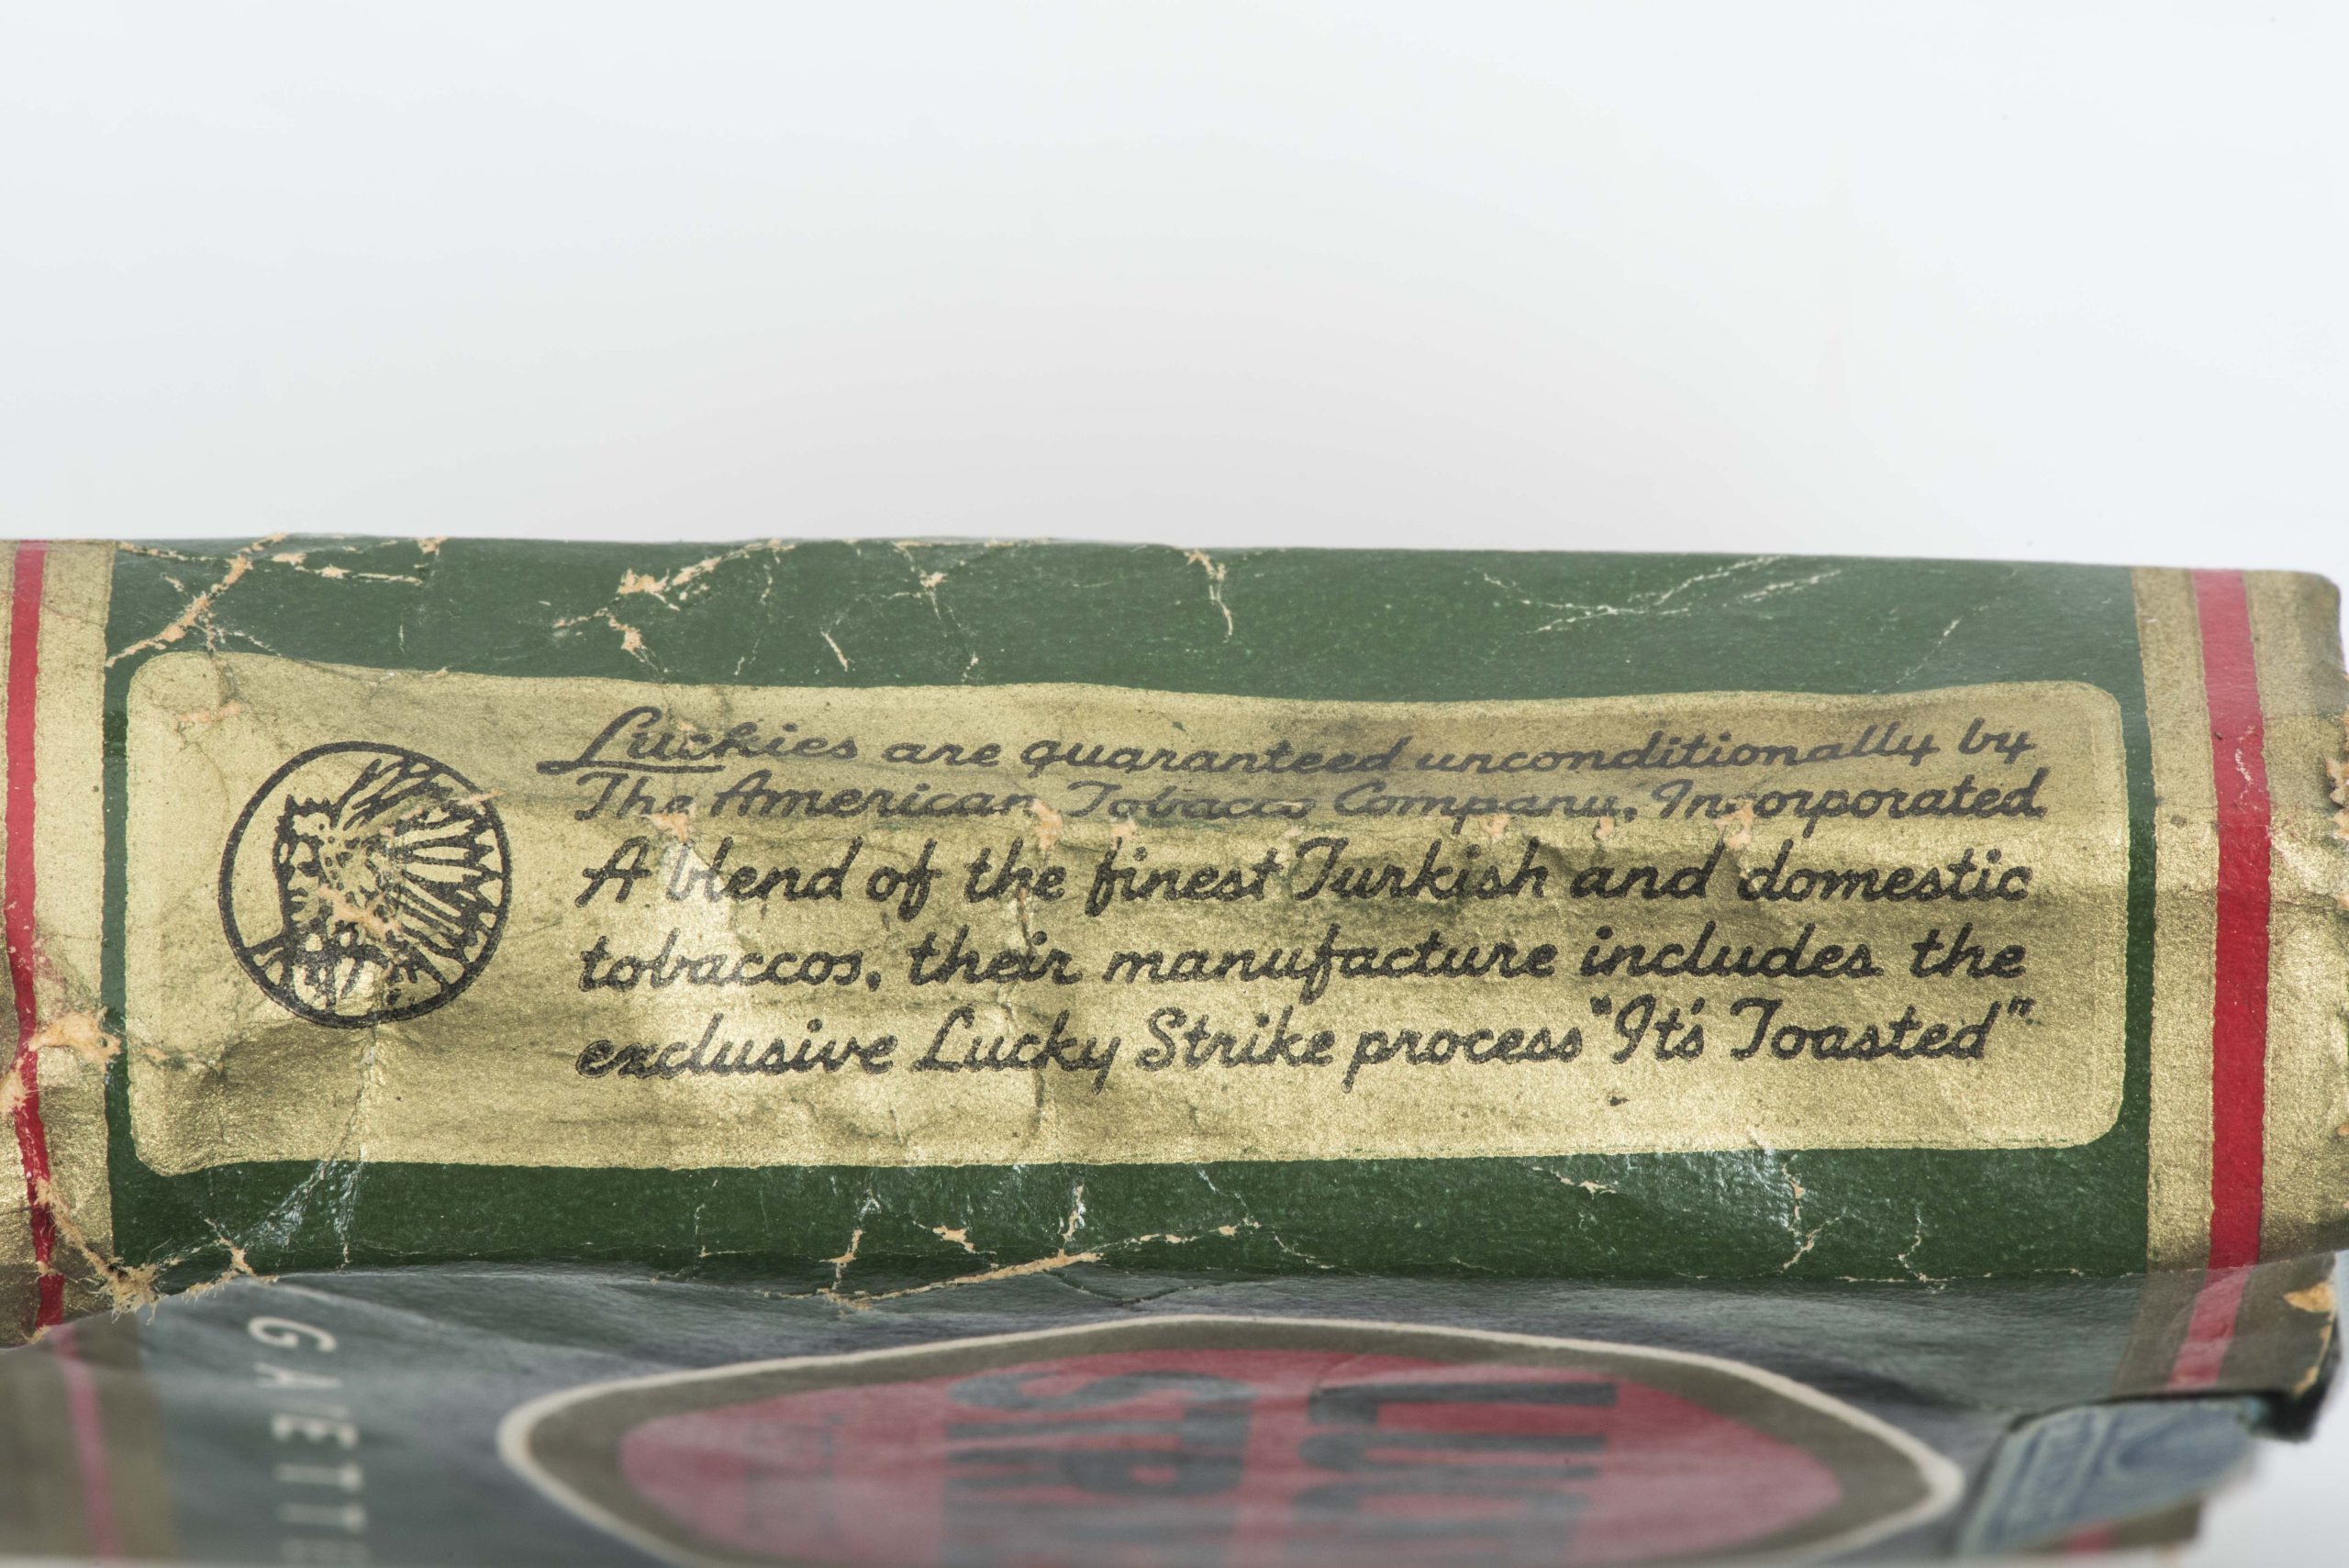 Luckies are guaranteed unconditionally by
The American Tobacco Company, Incorporated
A blend of the finest Turkish and domestic
tobaccos, their manufacture includes the
exclusive Lucky Strike process "It's Toasted"